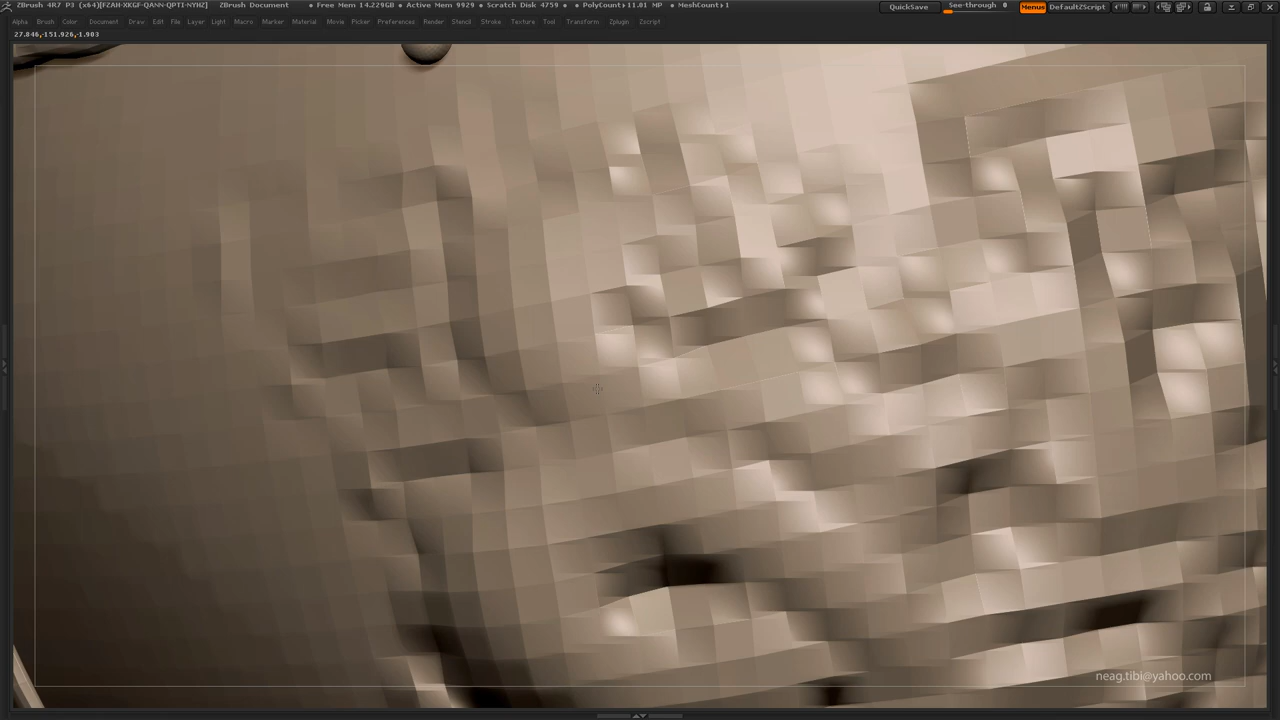 ZBrush 4R7 P3 (x64)[FZAH-XKGF-QANN-QPTI-NYHZ] ZBrush Document • Free Mem 14.229GB • Active Mem 9929 • Scratch Disk 4759 • • PolyCount›11.01 MP • MeshCount›1 QuickSave See-through 0 Menus DefaultZScript
Alpha Brush Color Document Draw Edit File Layer Light Macro Marker Material Movie Picker Preferences Render Stencil Stroke Texture Tool Transform Zplugin Zscript
27.846,-151.926,-1.903
neag.tibi@yahoo.com